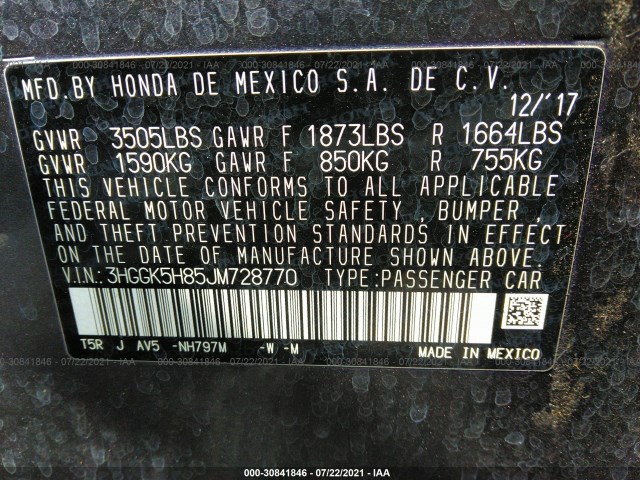 000-30841846 - 07/22/2021 - IAA
MFD.BY HONDA DE MEXICO S.A. DE C.V.
12/'17
GVWR 3505LBS GAWR F 1873LBS R 1664LBS
GVWR 1590KG GAWR F 850KG R 755KG
THIS VEHICLE CONFORMS TO ALL APPLICABLE
FEDERAL MOTOR VEHICLE SAFETY , BUMPER ,
AND THEFT PREVENTION STANDARDS IN EFFECT
ON THE DATE OF MANUFACTURE SHOWN ABOVE.
V.I.N.: 3HGGK5H85JM728770 TYPE:PASSENGER CAR
T5R J AV5 -NH797M -W -M
MADE IN MEXICO
000-30841846 - 07/22/2021 - IAA